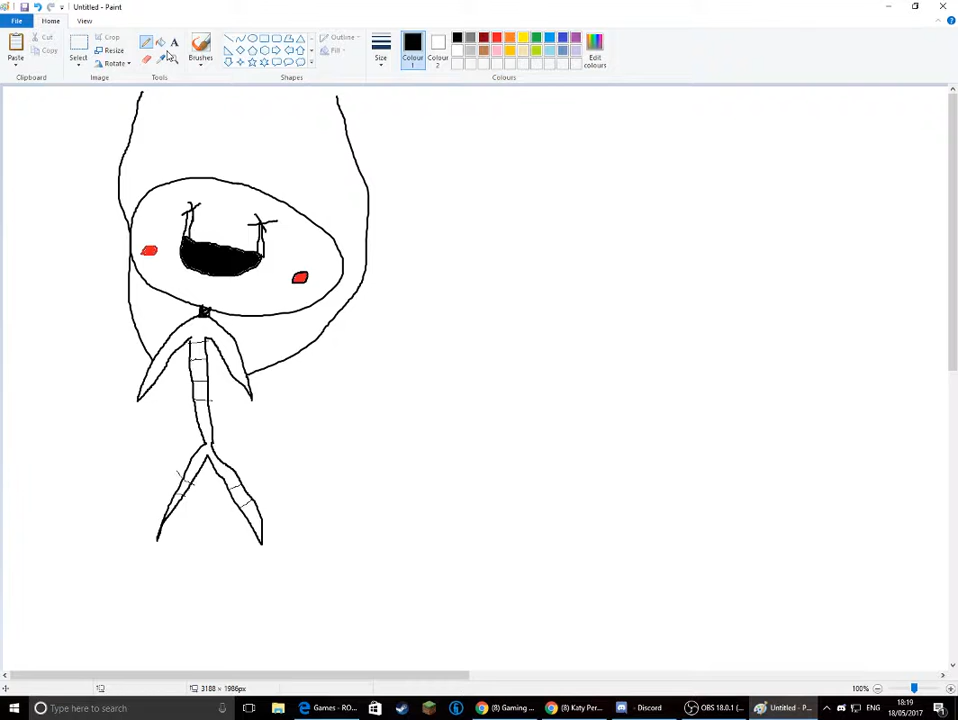 Untitled - Paint
File
Home
View
Paste
Cut
Copy
Clipboard
Select
Crop
Resize
Rotate
Image
A
Tools
Brushes
Outline
Fill
Shapes
Size
Colour 1
Colour 2
Edit colours
Colours
3188 × 1986px
100%
Type here to search
Games - RO...
(8) Gaming ...
(8) Katy Per...
- Discord
OBS 18.0.1 (...
Untitled - P...
ENG
18:19
18/05/2017